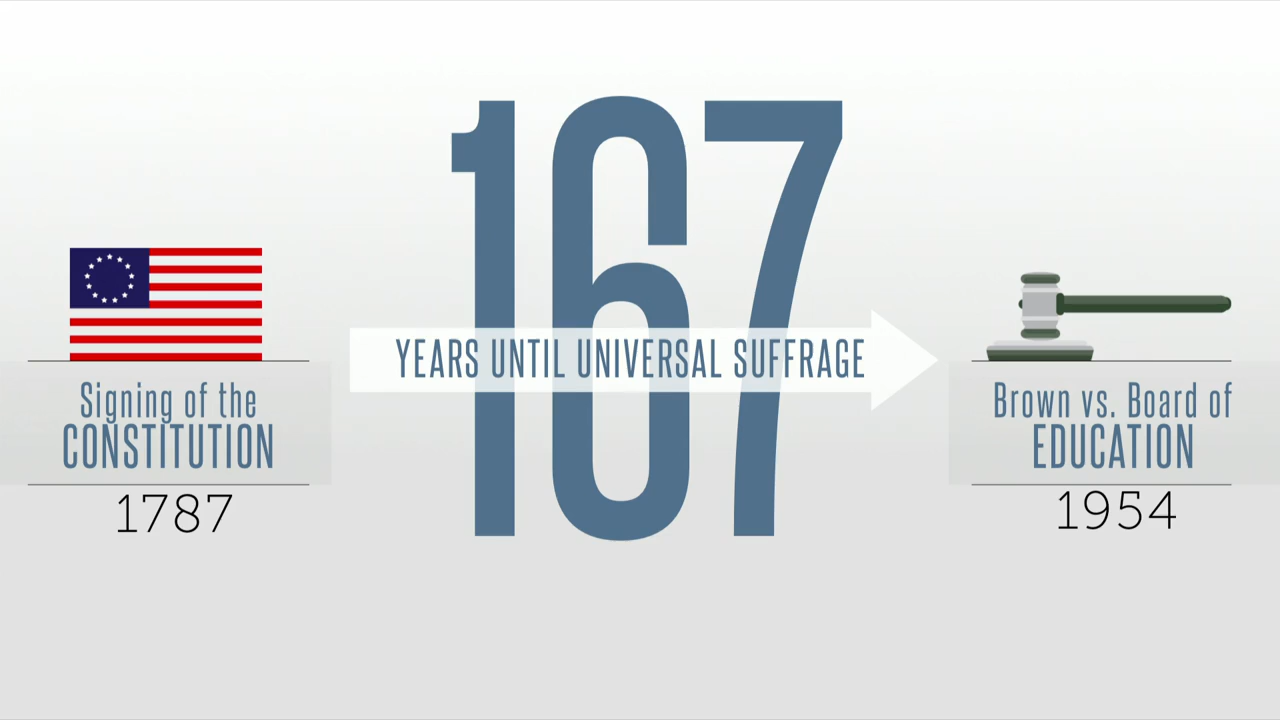 167
YEARS UNTIL UNIVERSAL SUFFRAGE
Signing of the
CONSTITUTION
1787
Brown vs. Board of
EDUCATION
1954